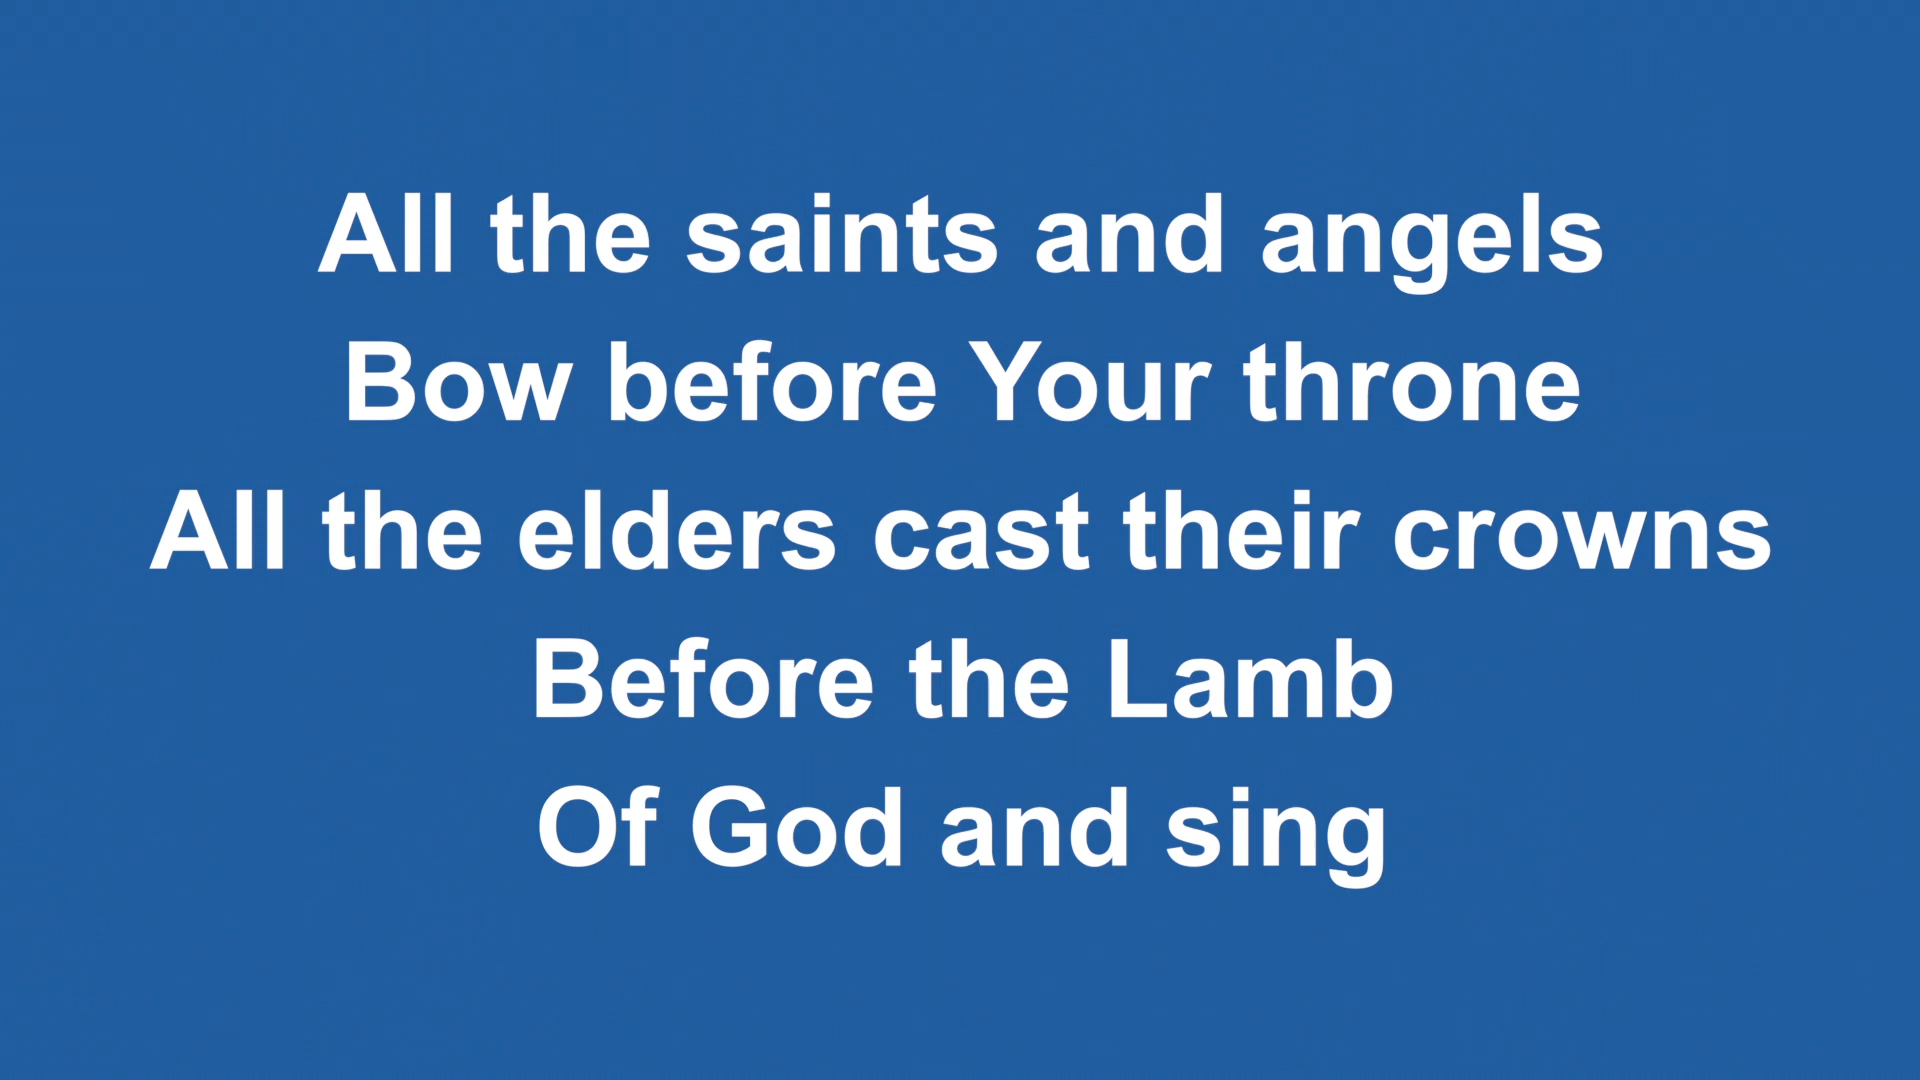 All the saints and angels
Bow before Your throne
All the elders cast their crowns
Before the Lamb
Of God and sing